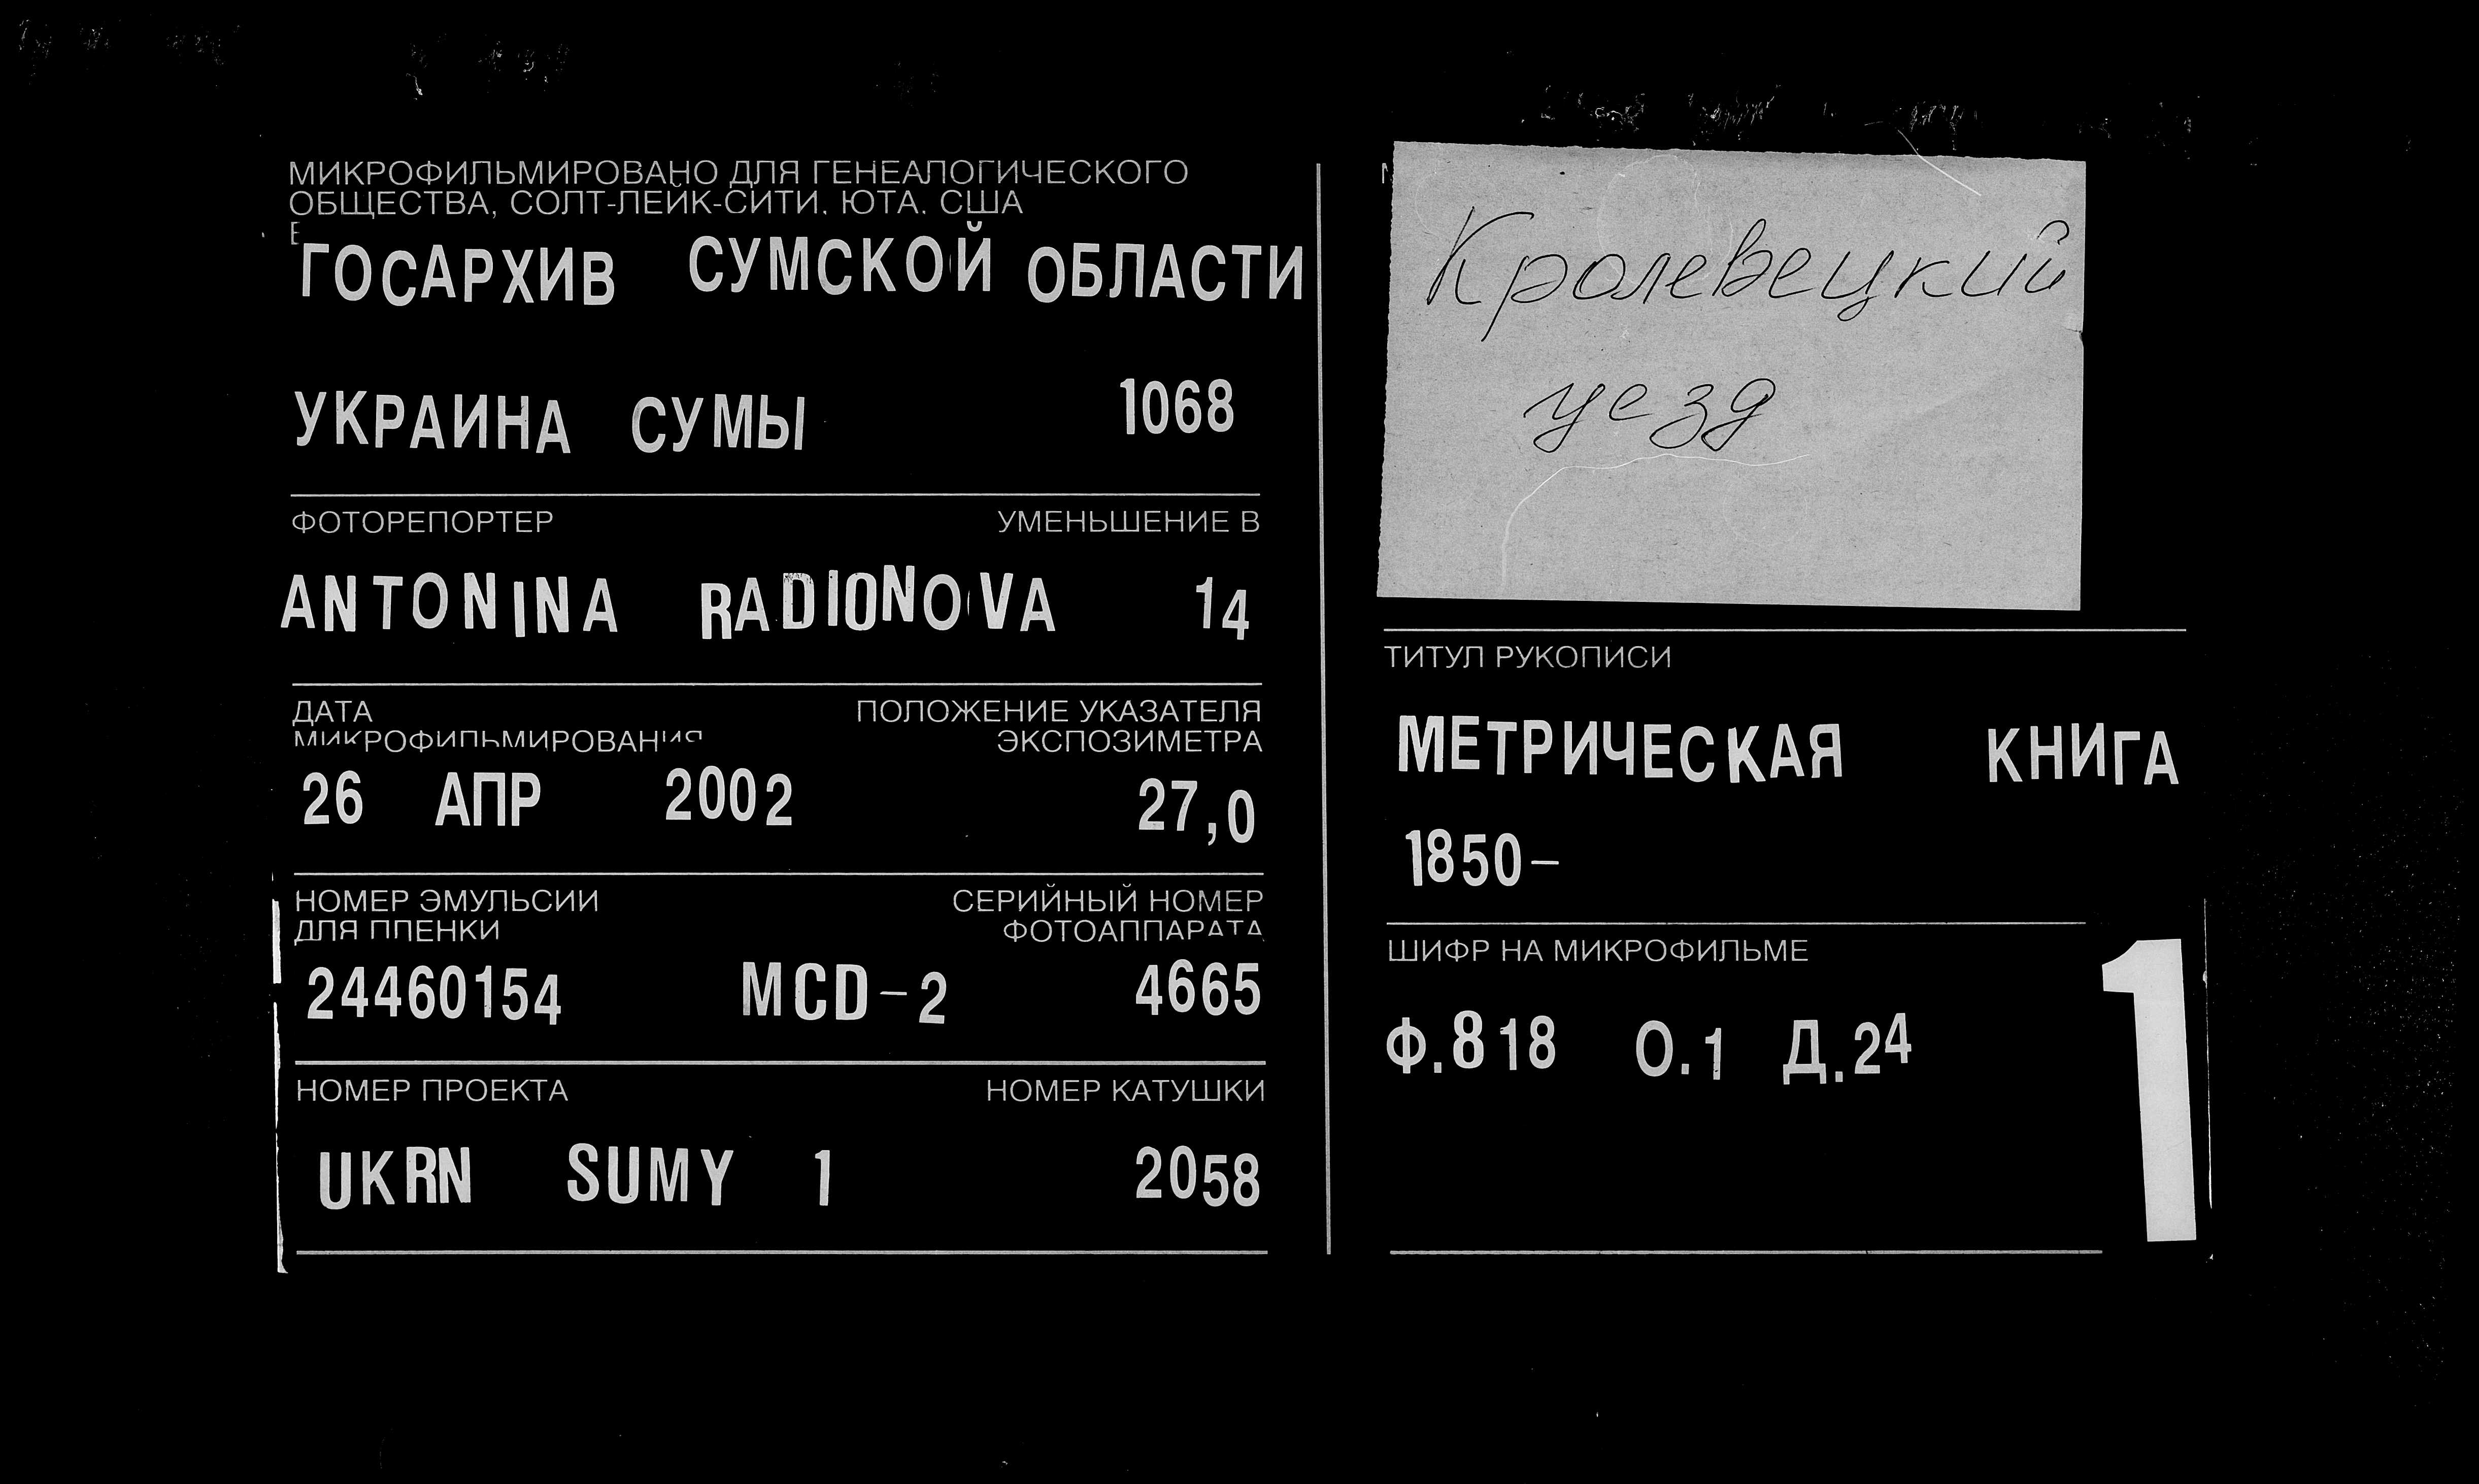 МИКРОФИЛЬМИРОВАНО ДЛЯ ГЕНЕАЛОГИЧЕСКОГО
ОБЩЕСТВА, СОЛТ-ЛЕЙК-СИТИ, ЮТА, США
В
ГОСАРХИВ СУМСКОЙ ОБЛАСТИ
УКРАИНА СУМЫ 1068
ФОТОРЕПОРТЕР УМЕНЬШЕНИЕ В
ANTONINA RADIONOVA 14
ДАТА ПОЛОЖЕНИЕ УКАЗАТЕЛЯ
МИКРОФИЛЬМИРОВАНИЯ ЭКСПОЗИМЕТРА
26 АПР 2002 27,0
НОМЕР ЭМУЛЬСИИ СЕРИЙНЫЙ НОМЕР
ДЛЯ ПЛЕНКИ ФОТОАППАРАТА
24460154 MCD-2 4665
НОМЕР ПРОЕКТА НОМЕР КАТУШКИ
UKRN SUMY 1 2058
Кролевецкий
уезд
ТИТУЛ РУКОПИСИ
МЕТРИЧЕСКАЯ КНИГА
1850-
ШИФР НА МИКРОФИЛЬМЕ
Ф.818 О.1 Д.24
1